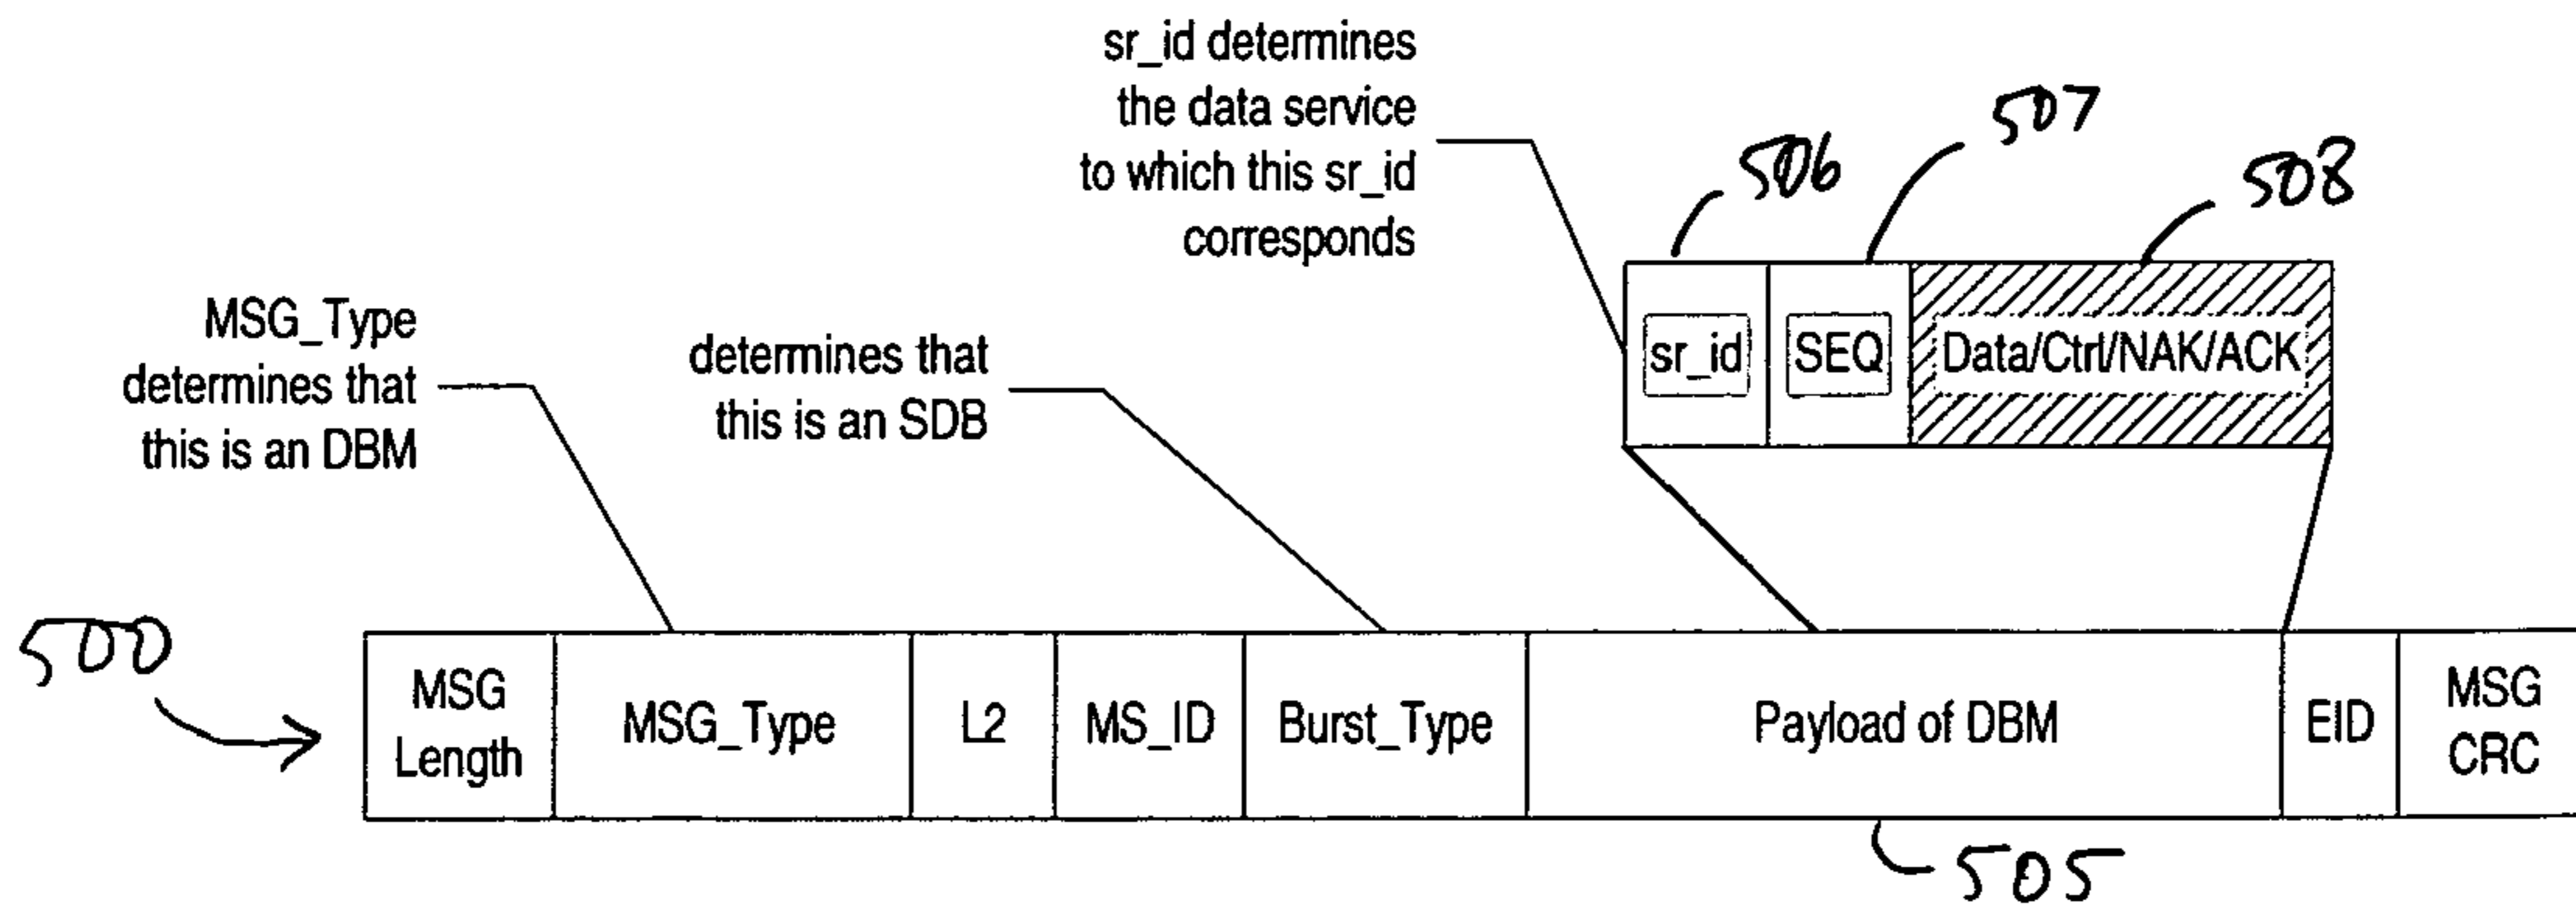 sr_id determines
the data service
to which this sr_id
corresponds
506
507
508
sr_id
SEQ
Data/Ctrl/NAK/ACK
MSG_Type
determines that
this is an DBM
determines that
this is an SDB
500
MSG
Length
MSG_Type
L2
MS_ID
Burst_Type
Payload of DBM
EID
MSG
CRC
505